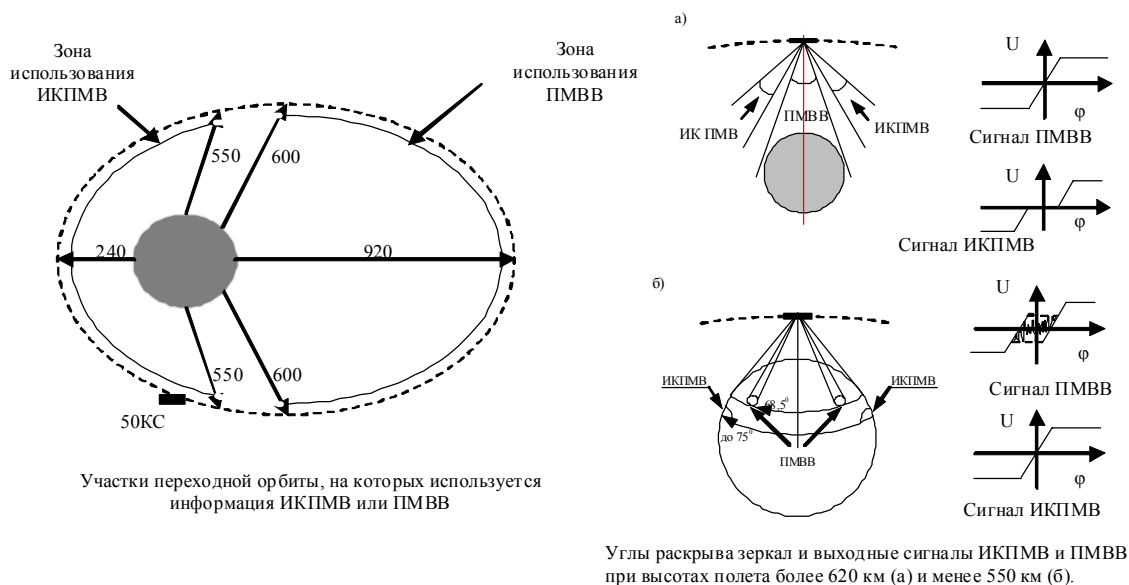 Зона
использования
ИКПМВ
Зона
использования
ПМВВ
550
600
240
920
550
600
50КС
Участки переходной орбиты, на которых используется
информация ИКПМВ или ПМВВ
а)
ПМВВ
ИК ПМВ
ИКПМВ
U
φ
Сигнал ПМВВ
U
φ
Сигнал ИКПМВ
б)
ИКПМВ
ИКПМВ
68,5⁰
до 75⁰
ПМВВ
U
φ
Сигнал ПМВВ
U
φ
Сигнал ИКПМВ
Углы раскрыва зеркал и выходные сигналы ИКПМВ и ПМВВ
при высотах полета более 620 км (а) и менее 550 км (б).